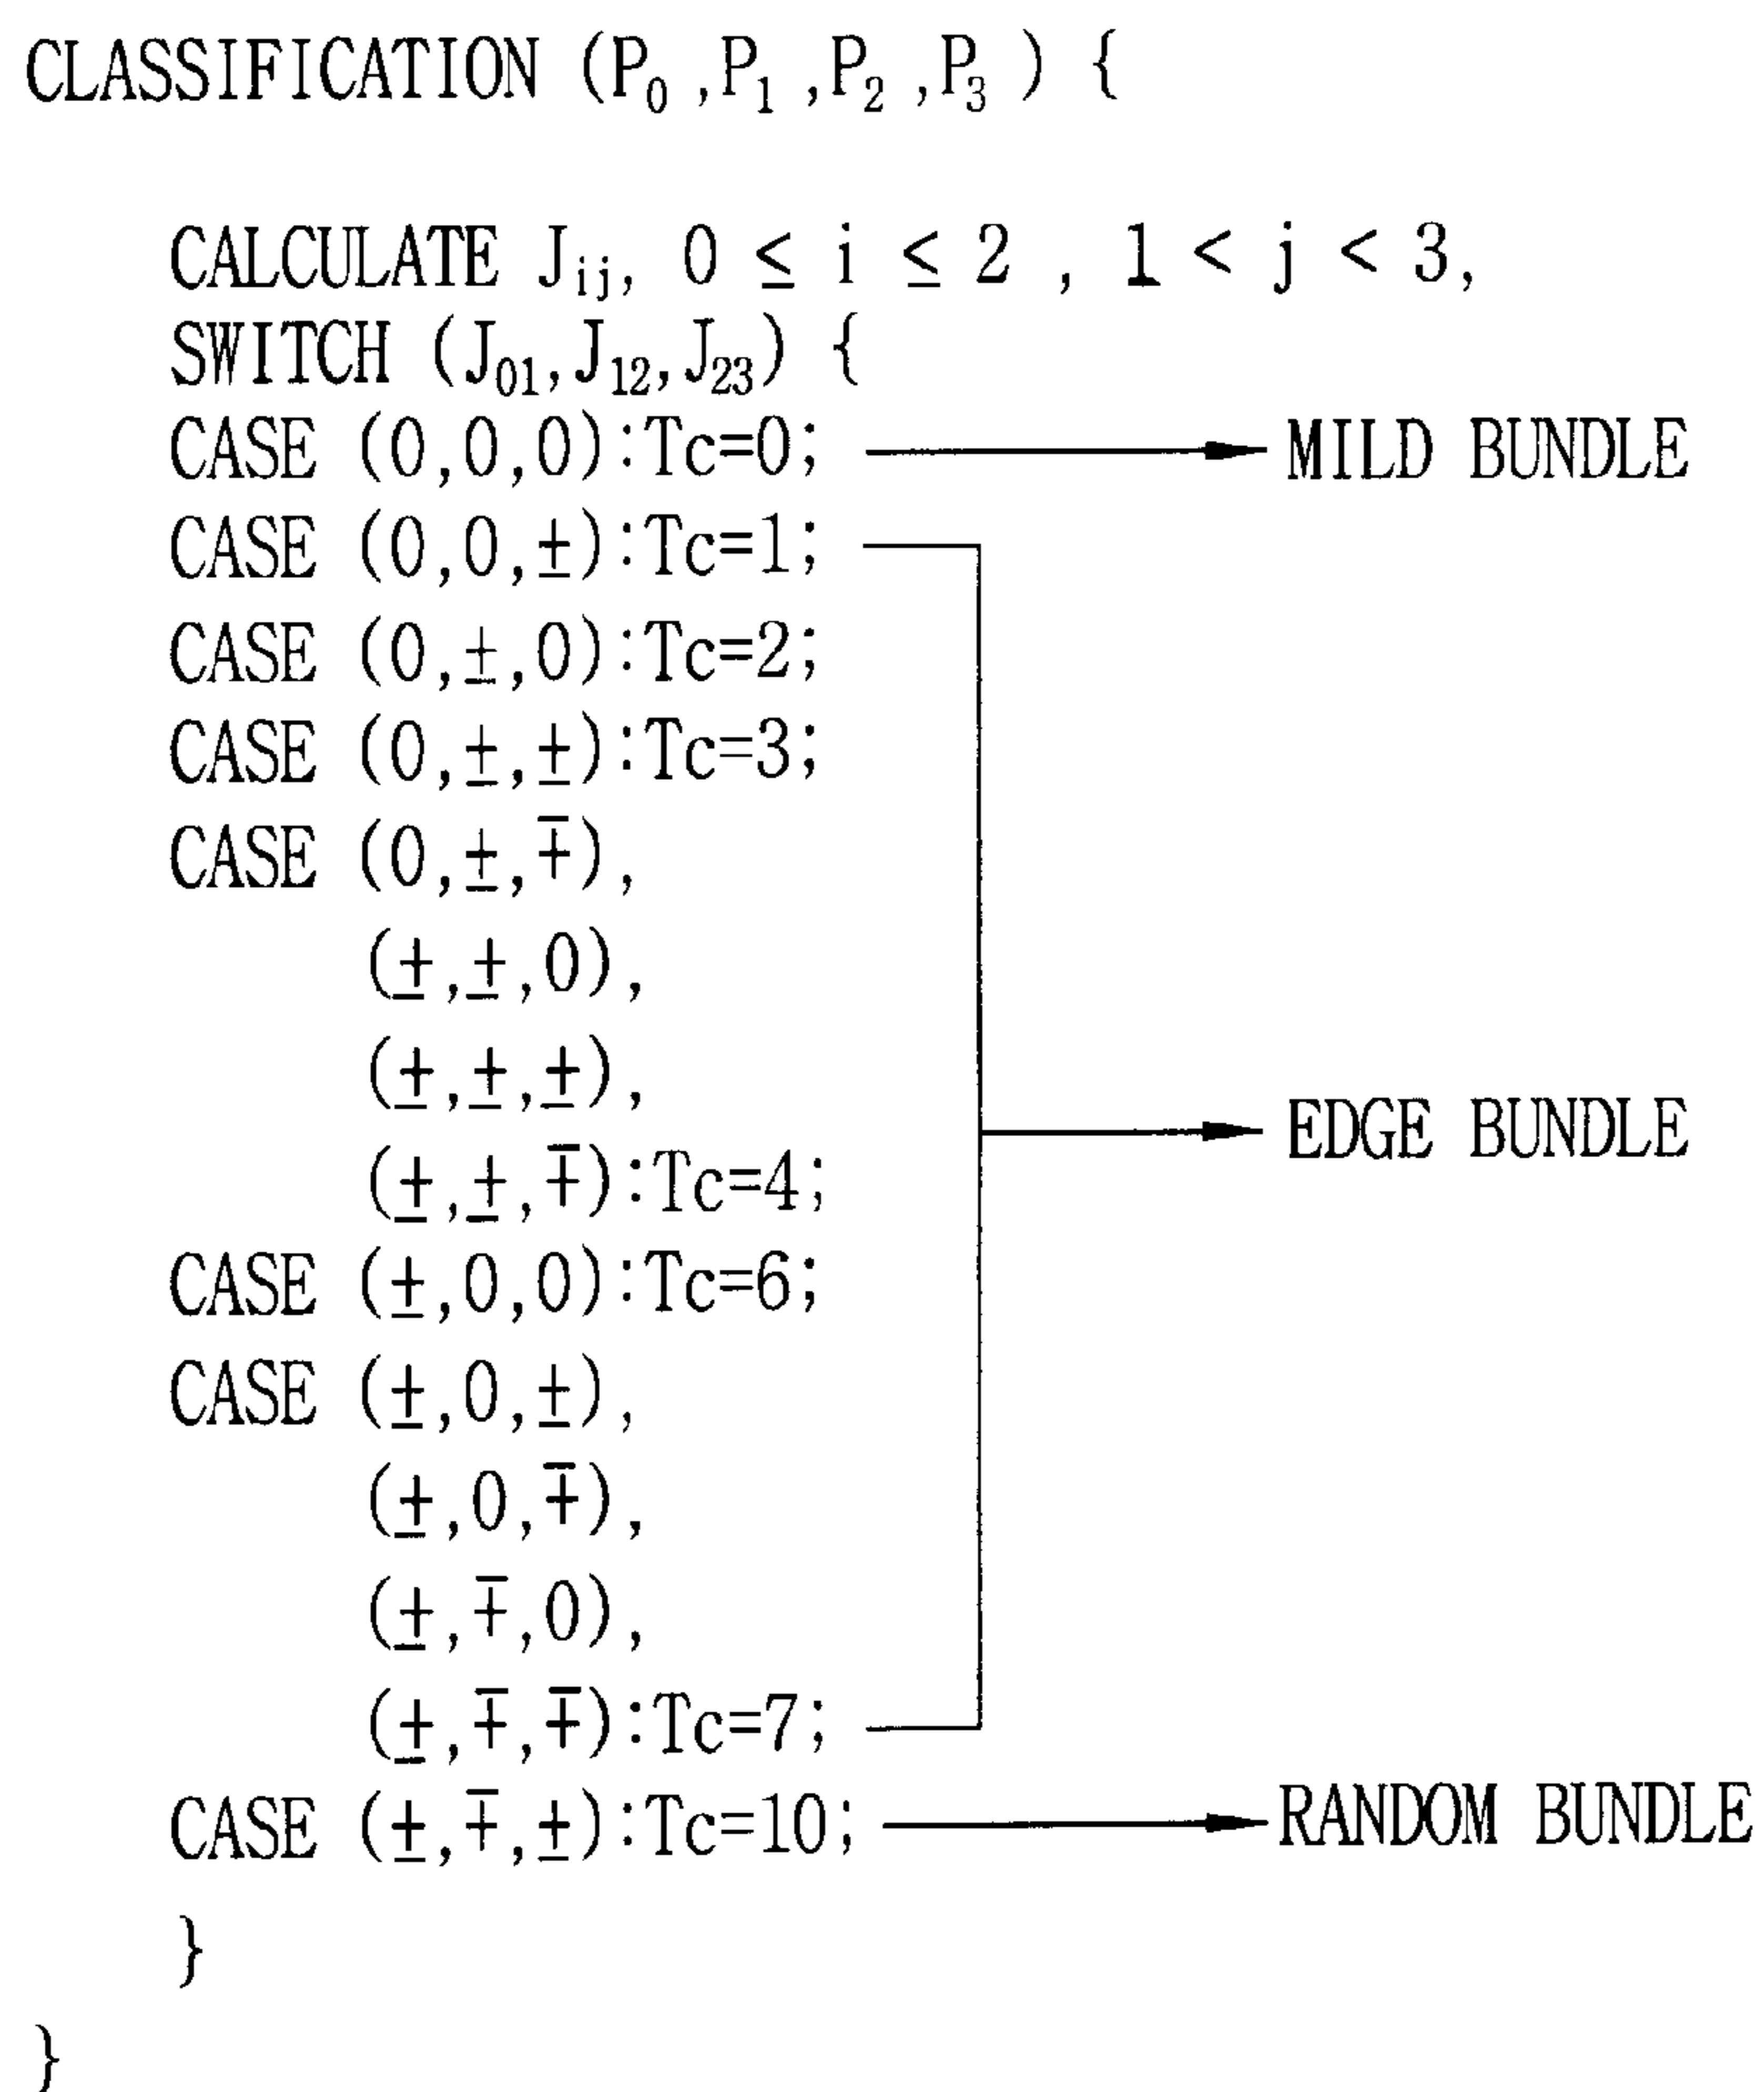 CLASSIFICATION (P₀ ,P₁ ,P₂ ,P₃ ) {
CALCULATE Jᵢⱼ, 0 ≤ i ≤ 2 , 1 < j < 3,
SWITCH (J₀₁,J₁₂,J₂₃) {
CASE (0,0,0):Tc=0; MILD BUNDLE
CASE (0,0,±):Tc=1;
CASE (0,±,0):Tc=2;
CASE (0,±,±):Tc=3;
CASE (0,±,∓),
(±,±,0),
(±,±,±),
(±,±,∓):Tc=4; EDGE BUNDLE
CASE (±,0,0):Tc=6;
CASE (±,0,±),
(±,0,∓),
(±,∓,0),
(±,∓,∓):Tc=7;
CASE (±,∓,±):Tc=10; RANDOM BUNDLE
}
}